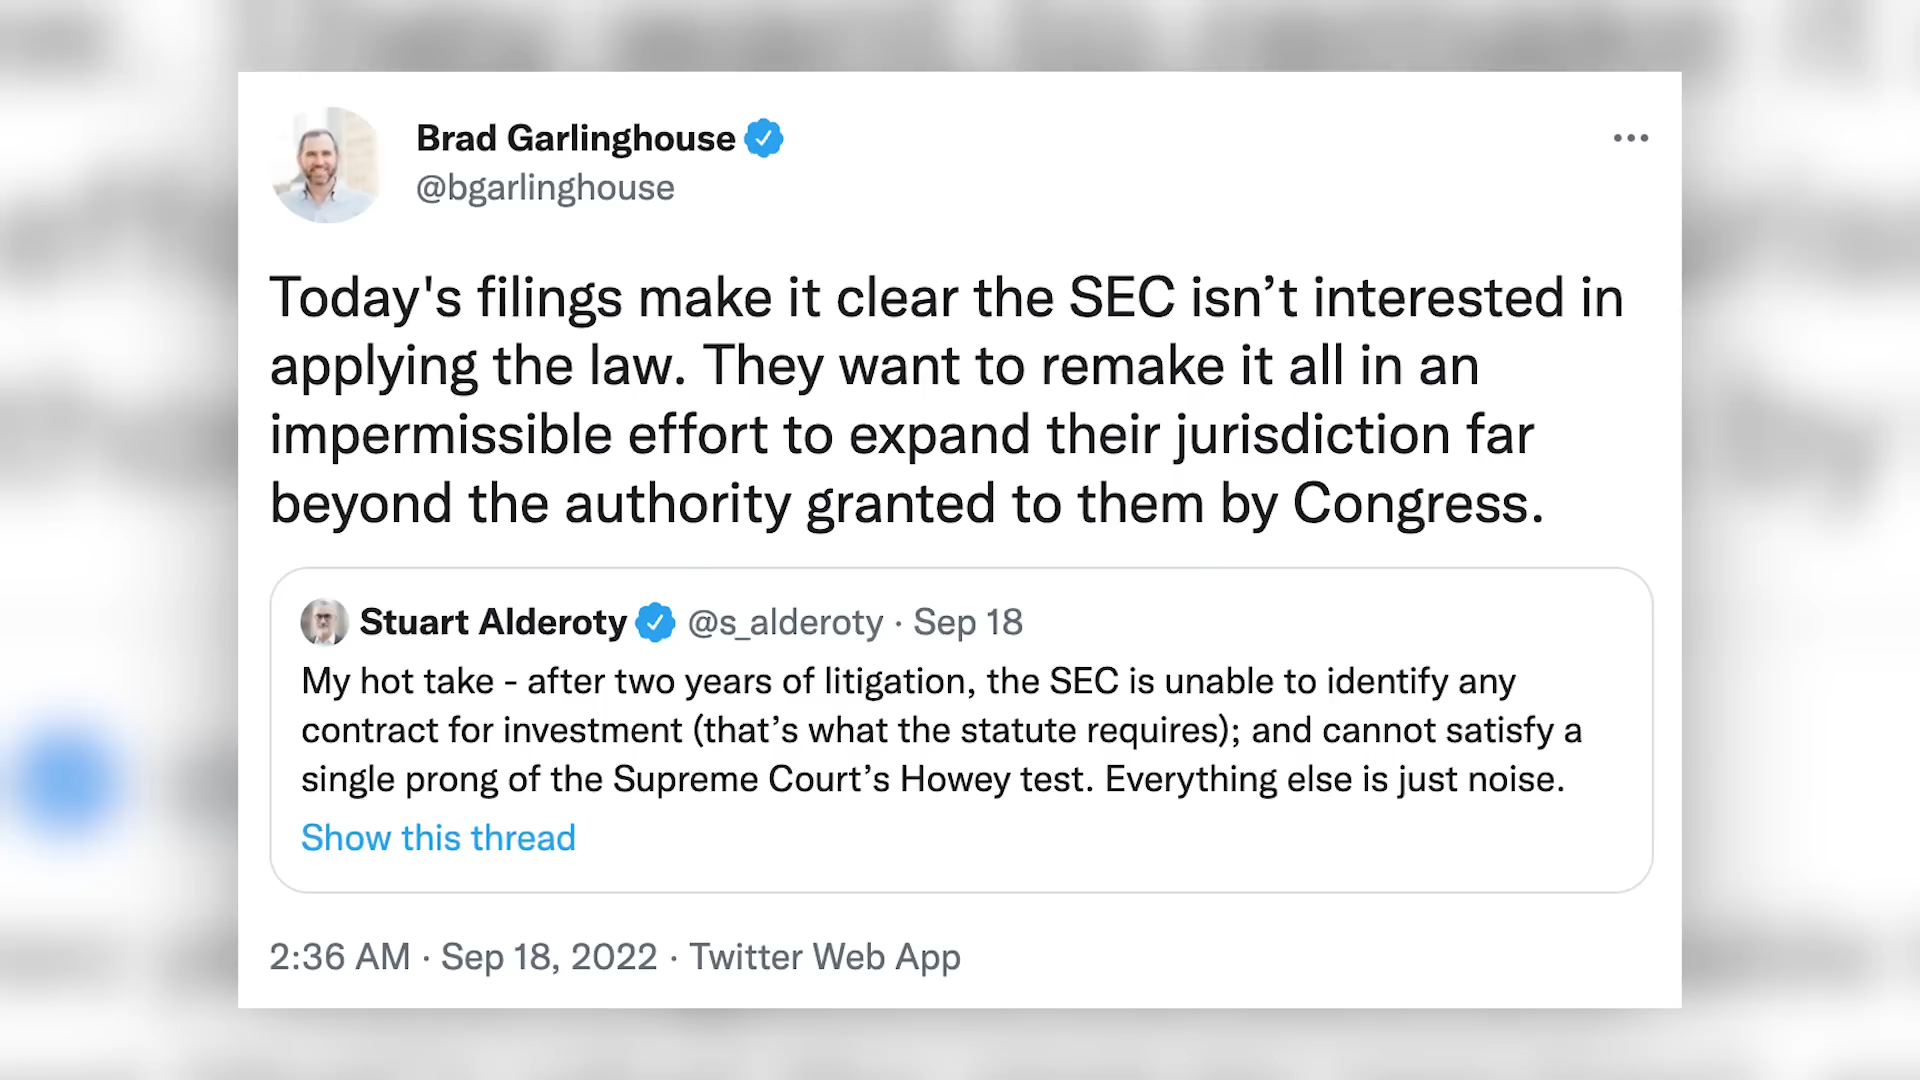 Brad Garlinghouse
@bgarlinghouse
Today's filings make it clear the SEC isn’t interested in
applying the law. They want to remake it all in an
impermissible effort to expand their jurisdiction far
beyond the authority granted to them by Congress.
Stuart Alderoty @s_alderoty · Sep 18
My hot take - after two years of litigation, the SEC is unable to identify any
contract for investment (that’s what the statute requires); and cannot satisfy a
single prong of the Supreme Court’s Howey test. Everything else is just noise.
Show this thread
2:36 AM · Sep 18, 2022 · Twitter Web App